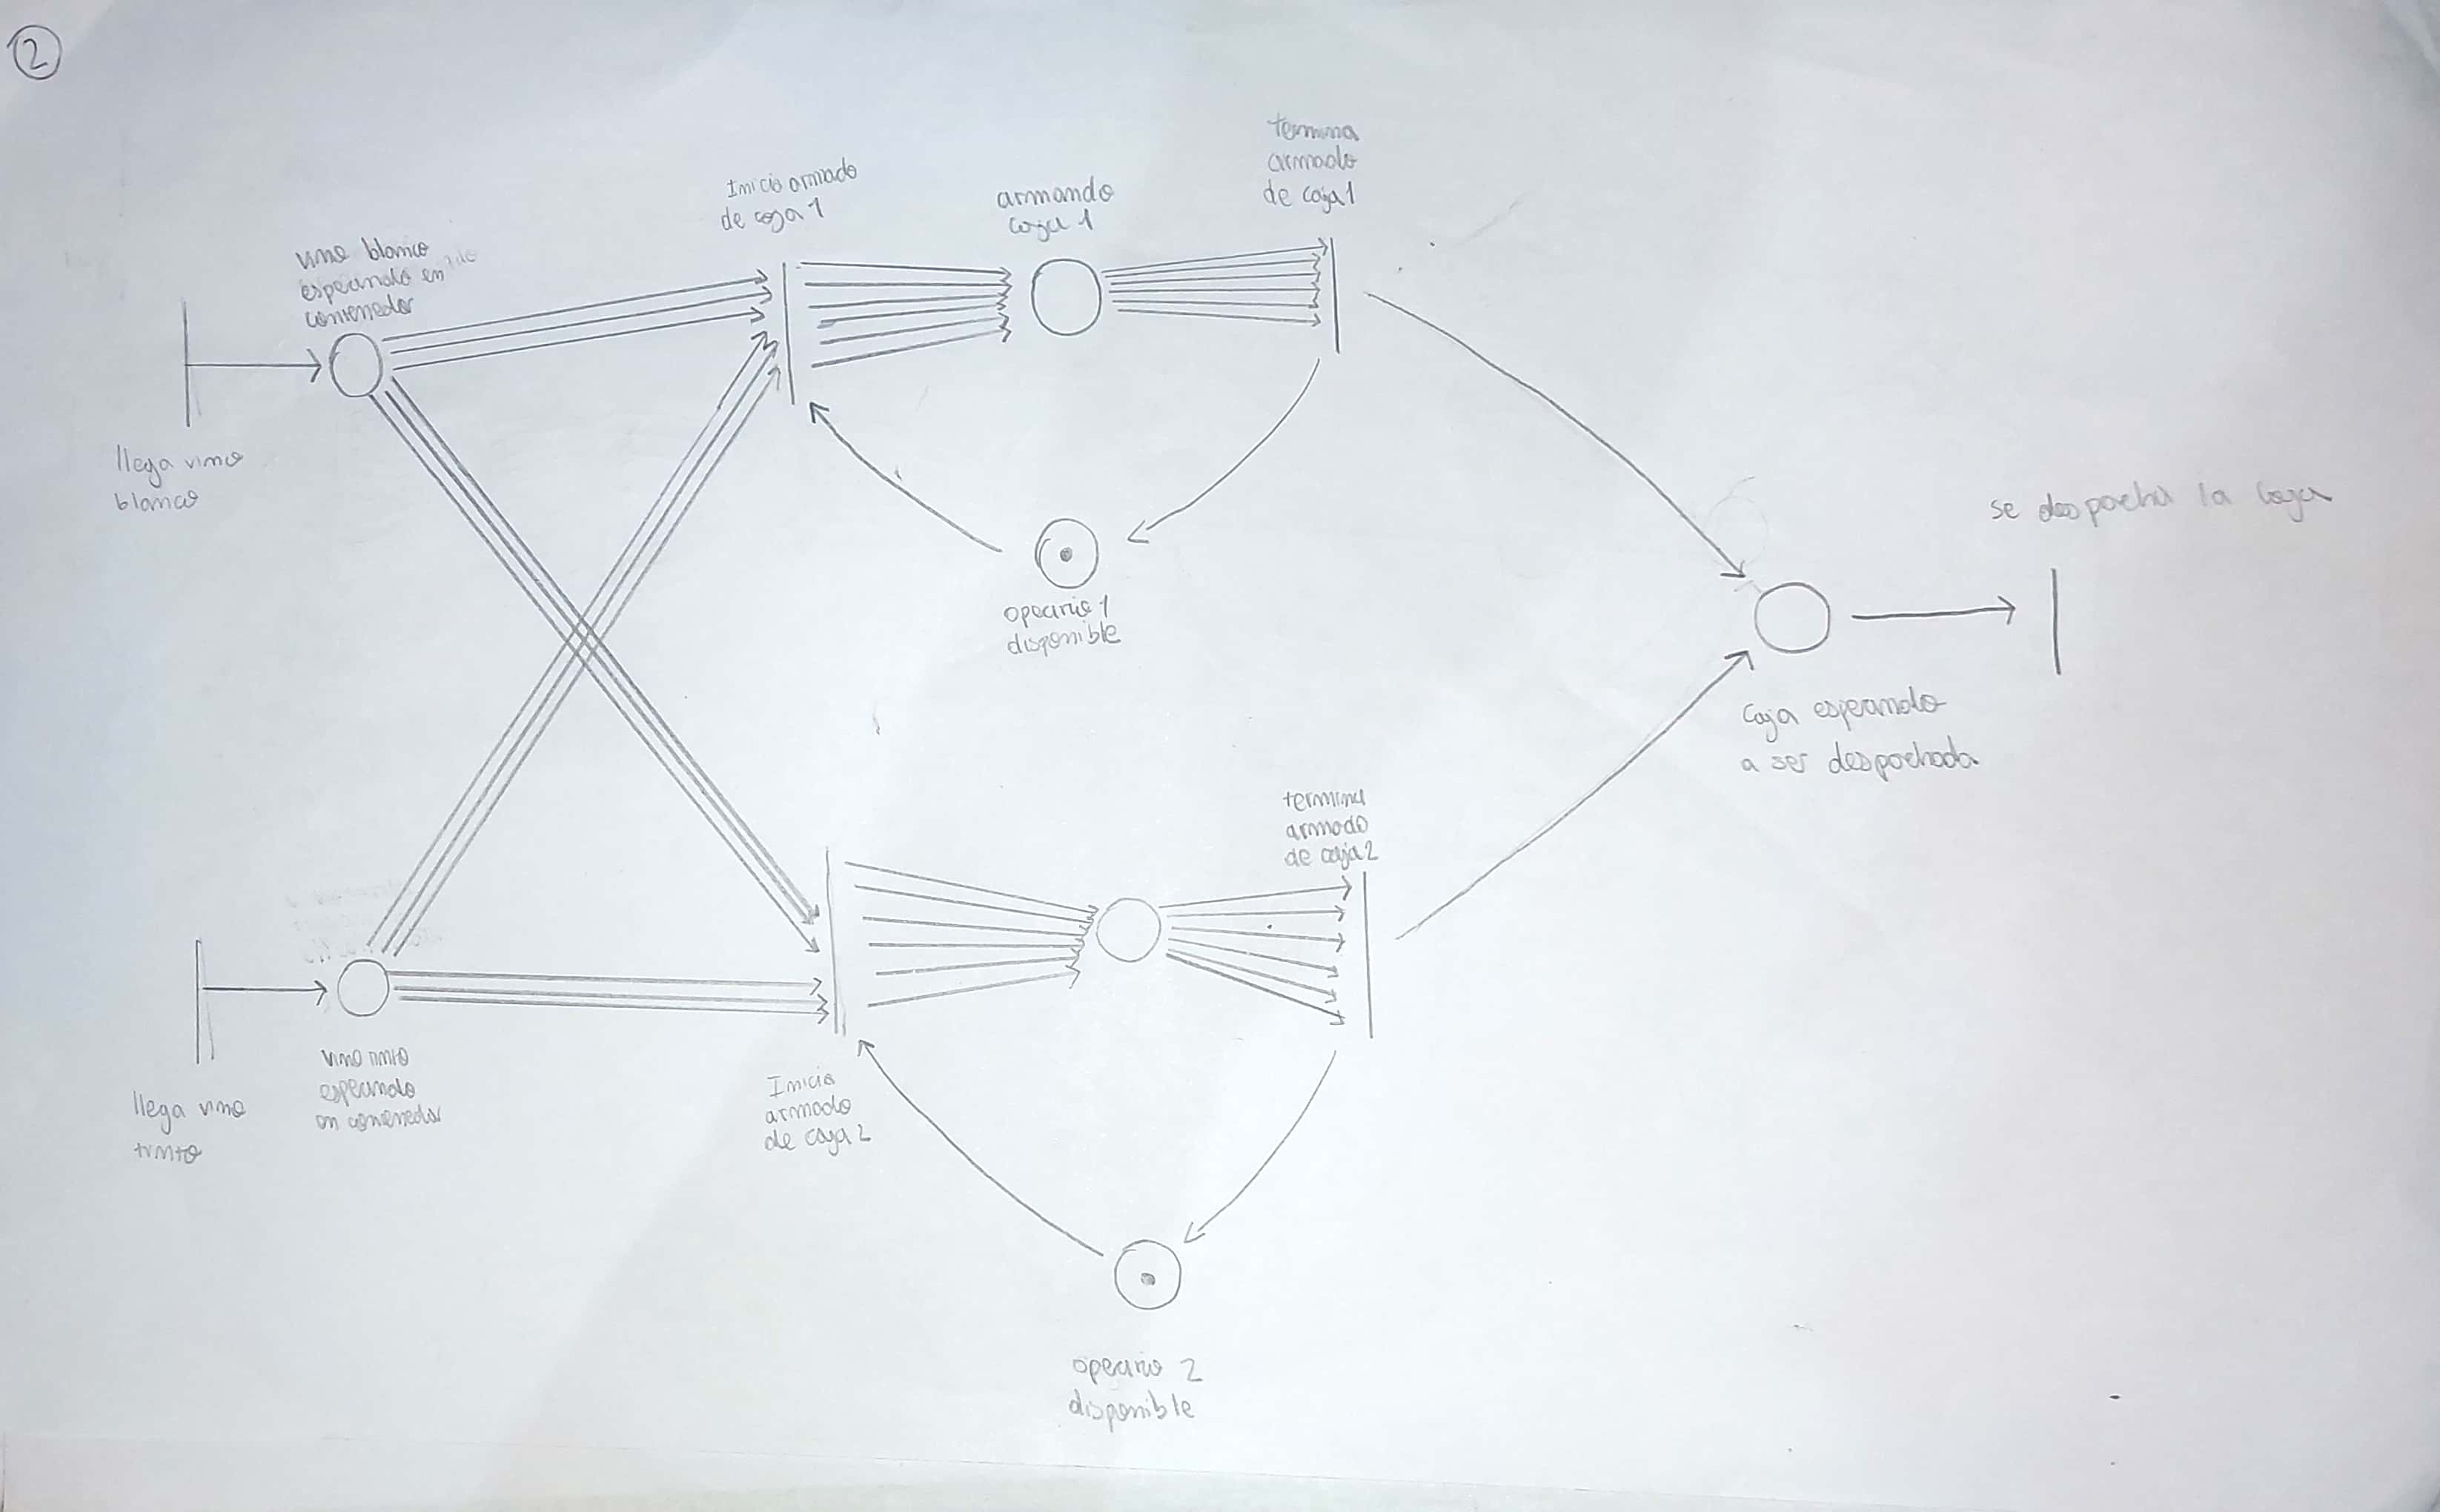 2
termina
armado
de caja 1
Inicio armado
de caja 1
armando
caja 1
vino blanco
esperando en
contenedor
llega vino
blanco
se despacha la caja
operario 1
disponible
Caja esperando
a ser despachada
termina
armado
de caja 2
vino tinto
esperando
en contenedor
llega vino
tinto
Inicio
armado
de caja 2
operario 2
disponible